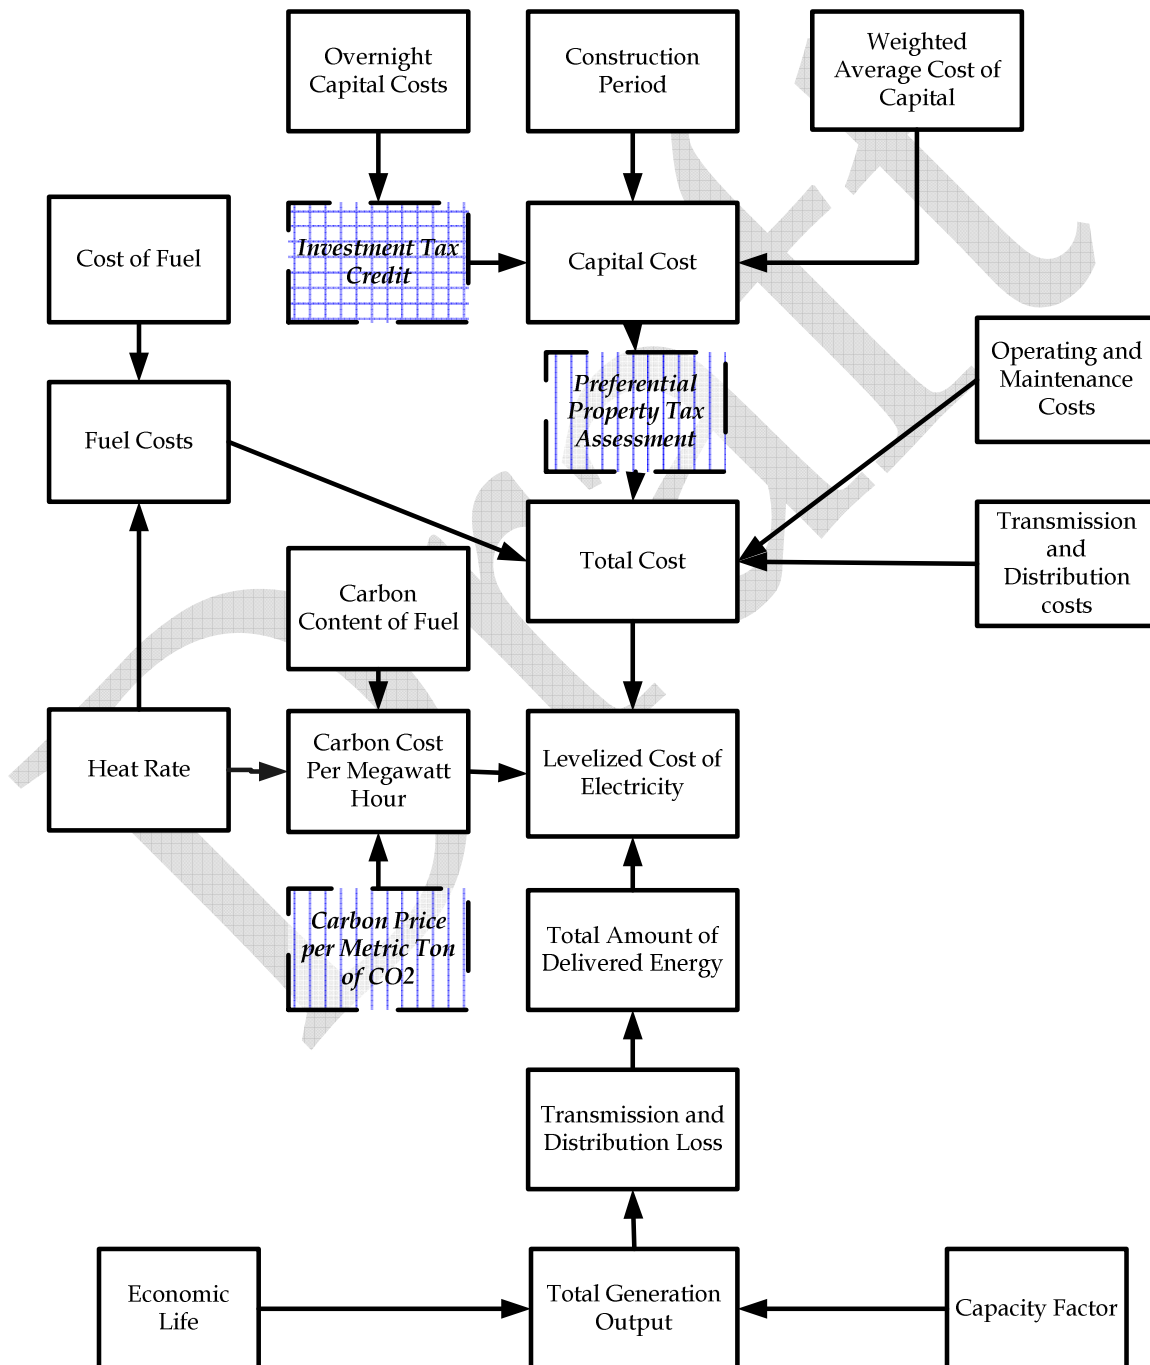 Overnight
Capital Costs
Construction
Period
Weighted
Average Cost of
Capital
Cost of Fuel
Investment Tax
Credit
Capital Cost
Operating and
Maintenance
Costs
Preferential
Property Tax
Assessment
Fuel Costs
Transmission
and
Distribution
costs
Total Cost
Carbon
Content of Fuel
Heat Rate
Carbon Cost
Per Megawatt
Hour
Levelized Cost of
Electricity
Carbon Price
per Metric Ton
of CO2
Total Amount of
Delivered Energy
Transmission and
Distribution Loss
Economic
Life
Total Generation
Output
Capacity Factor
Draft